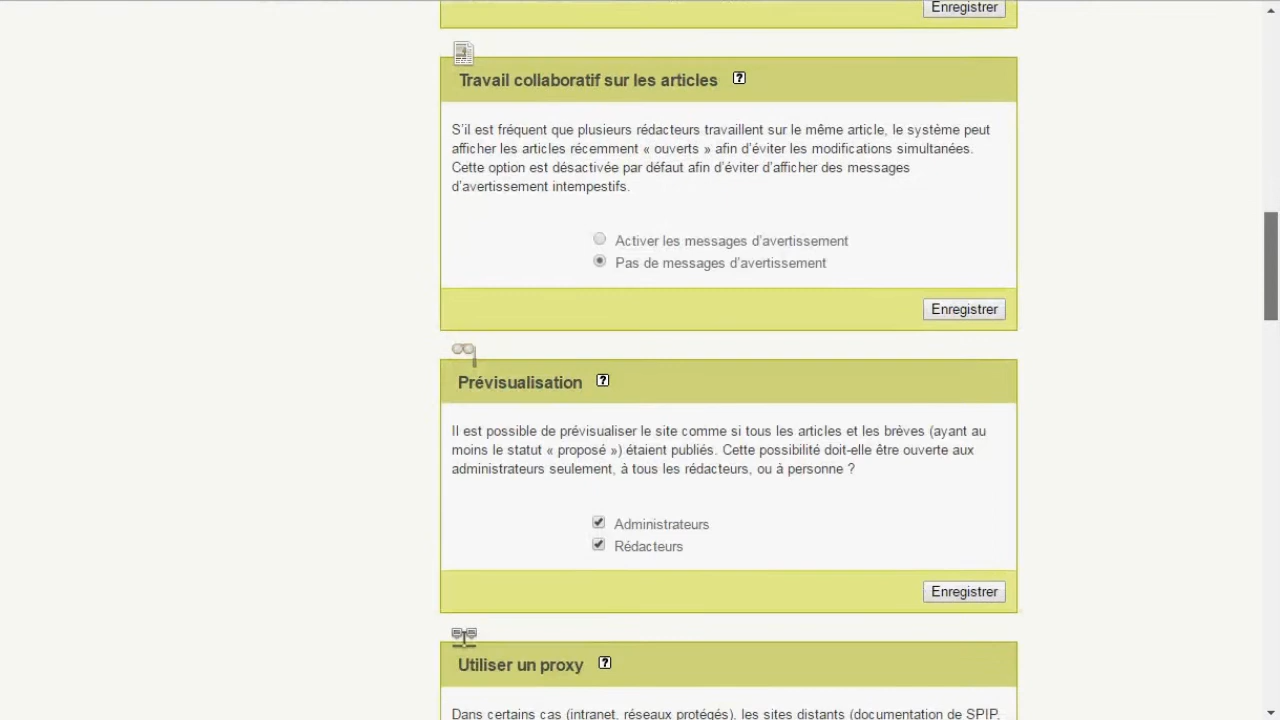 Enregistrer
Travail collaboratif sur les articles ?
S’il est fréquent que plusieurs rédacteurs travaillent sur le même article, le système peut
afficher les articles récemment « ouverts » afin d’éviter les modifications simultanées.
Cette option est désactivée par défaut afin d’éviter d’afficher des messages
d’avertissement intempestifs.
Activer les messages d’avertissement
Pas de messages d’avertissement
Enregistrer
Prévisualisation ?
Il est possible de prévisualiser le site comme si tous les articles et les brèves (ayant au
moins le statut « proposé ») étaient publiés. Cette possibilité doit-elle être ouverte aux
administrateurs seulement, à tous les rédacteurs, ou à personne ?
Administrateurs
Rédacteurs
Enregistrer
Utiliser un proxy ?
Dans certains cas (intranet, réseaux protégés), les sites distants (documentation de SPIP,